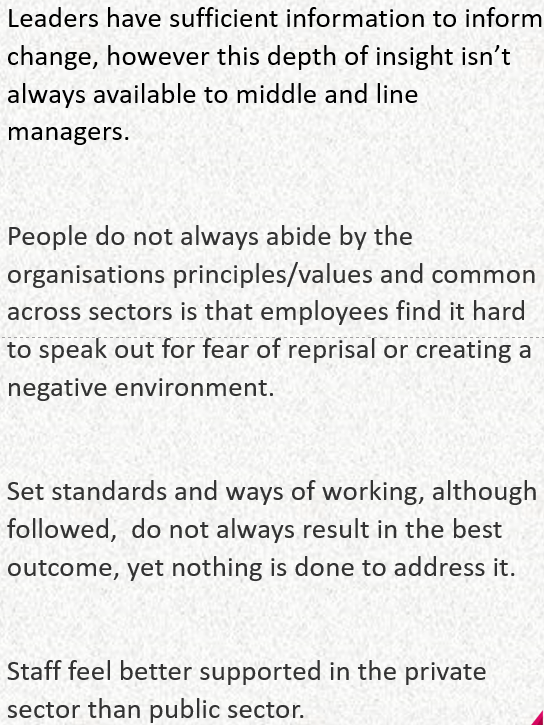 Leaders have sufficient information to inform
change, however this depth of insight isn’t
always available to middle and line
managers.
People do not always abide by the
organisations principles/values and common
across sectors is that employees find it hard
to speak out for fear of reprisal or creating a
negative environment.
Set standards and ways of working, although
followed,  do not always result in the best
outcome, yet nothing is done to address it.
Staff feel better supported in the private
sector than public sector.